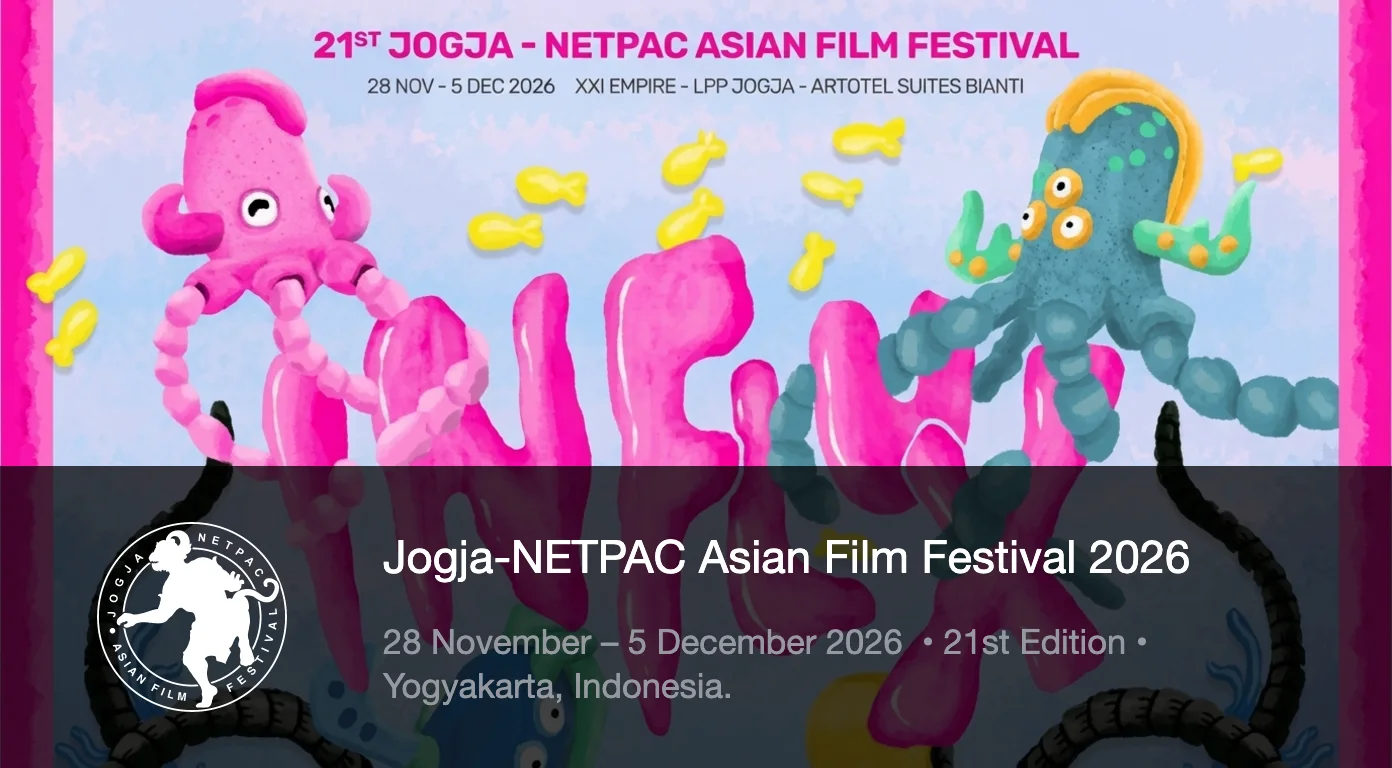 21ST JOGJA - NETPAC ASIAN FILM FESTIVAL
28 NOV - 5 DEC 2026 XXI EMPIRE - LPP JOGJA - ARTOTEL SUITES BIANTI
JOGJA NETPAC
ASIAN FILM FESTIVAL
Jogja-NETPAC Asian Film Festival 2026
28 November – 5 December 2026 • 21st Edition •
Yogyakarta, Indonesia.